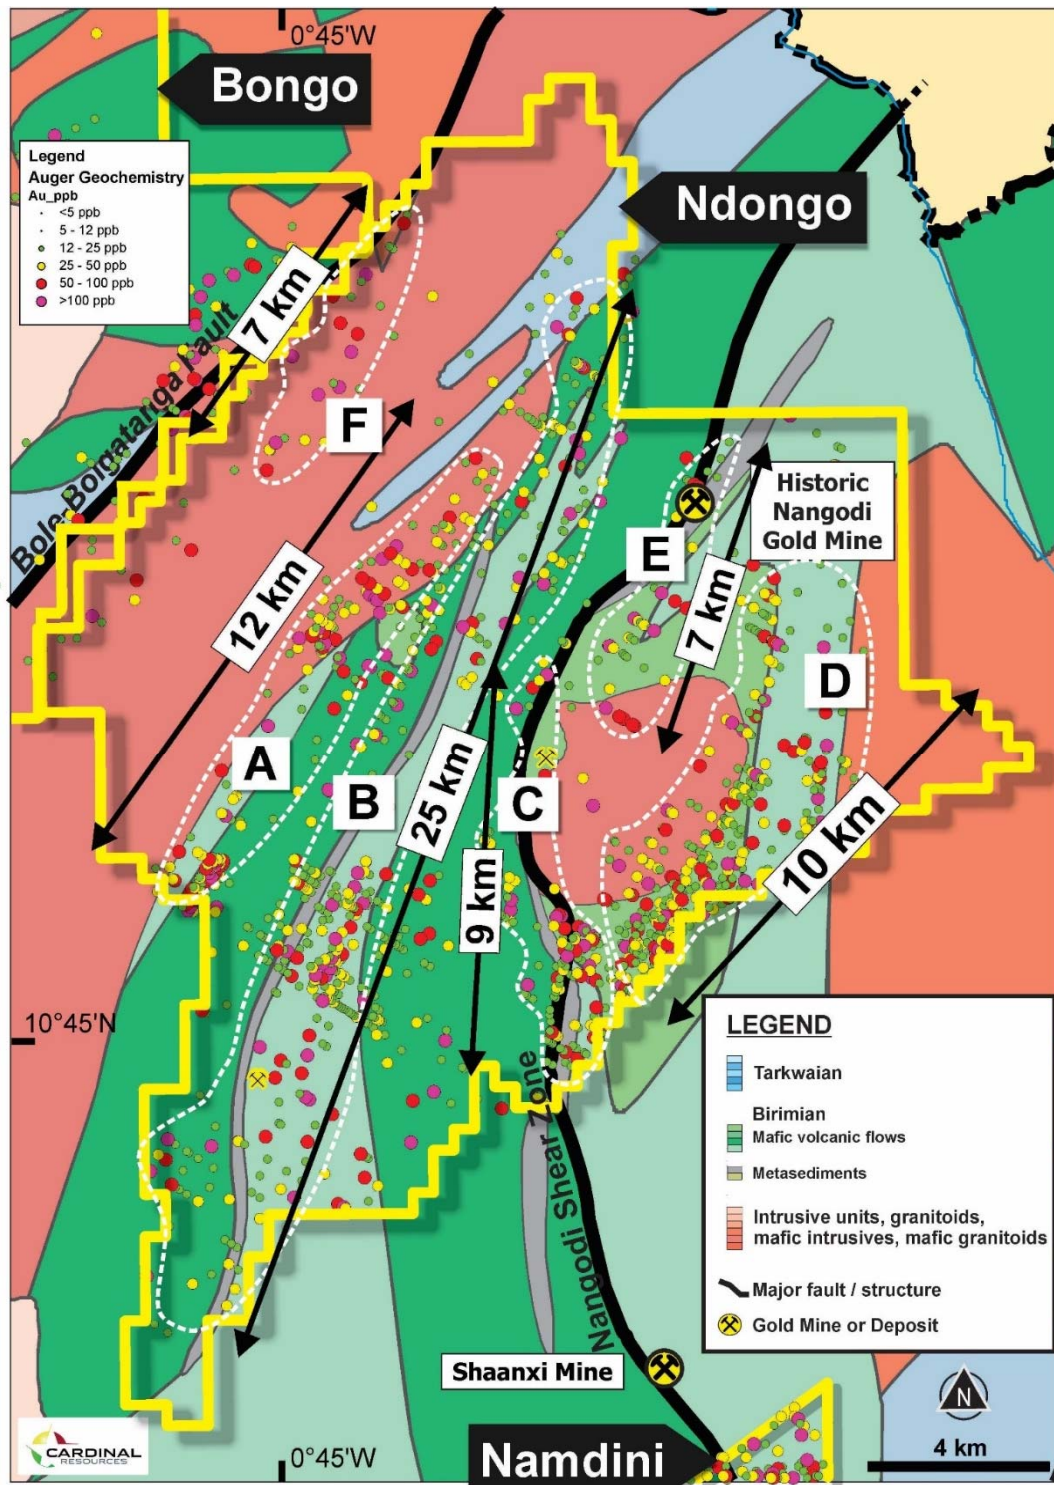 0°45'W
Bongo
Legend
Auger Geochemistry
Au_ppb
<5 ppb
5 - 12 ppb
12 - 25 ppb
25 - 50 ppb
50 - 100 ppb
>100 ppb
Ndongo
7 km
Bole-Bolgatanga Fault
F
Historic
Nangodi
Gold Mine
E
12 km
7 km
D
A
B
25 km
C
9 km
10 km
10°45'N
LEGEND
Tarkwaian
Birimian
Mafic volcanic flows
Metasediments
Intrusive units, granitoids,
mafic intrusives, mafic granitoids
Major fault / structure
Gold Mine or Deposit
Nangodi Shear Zone
Shaanxi Mine
N
CARDINAL
RESOURCES
0°45'W
Namdini
4 km